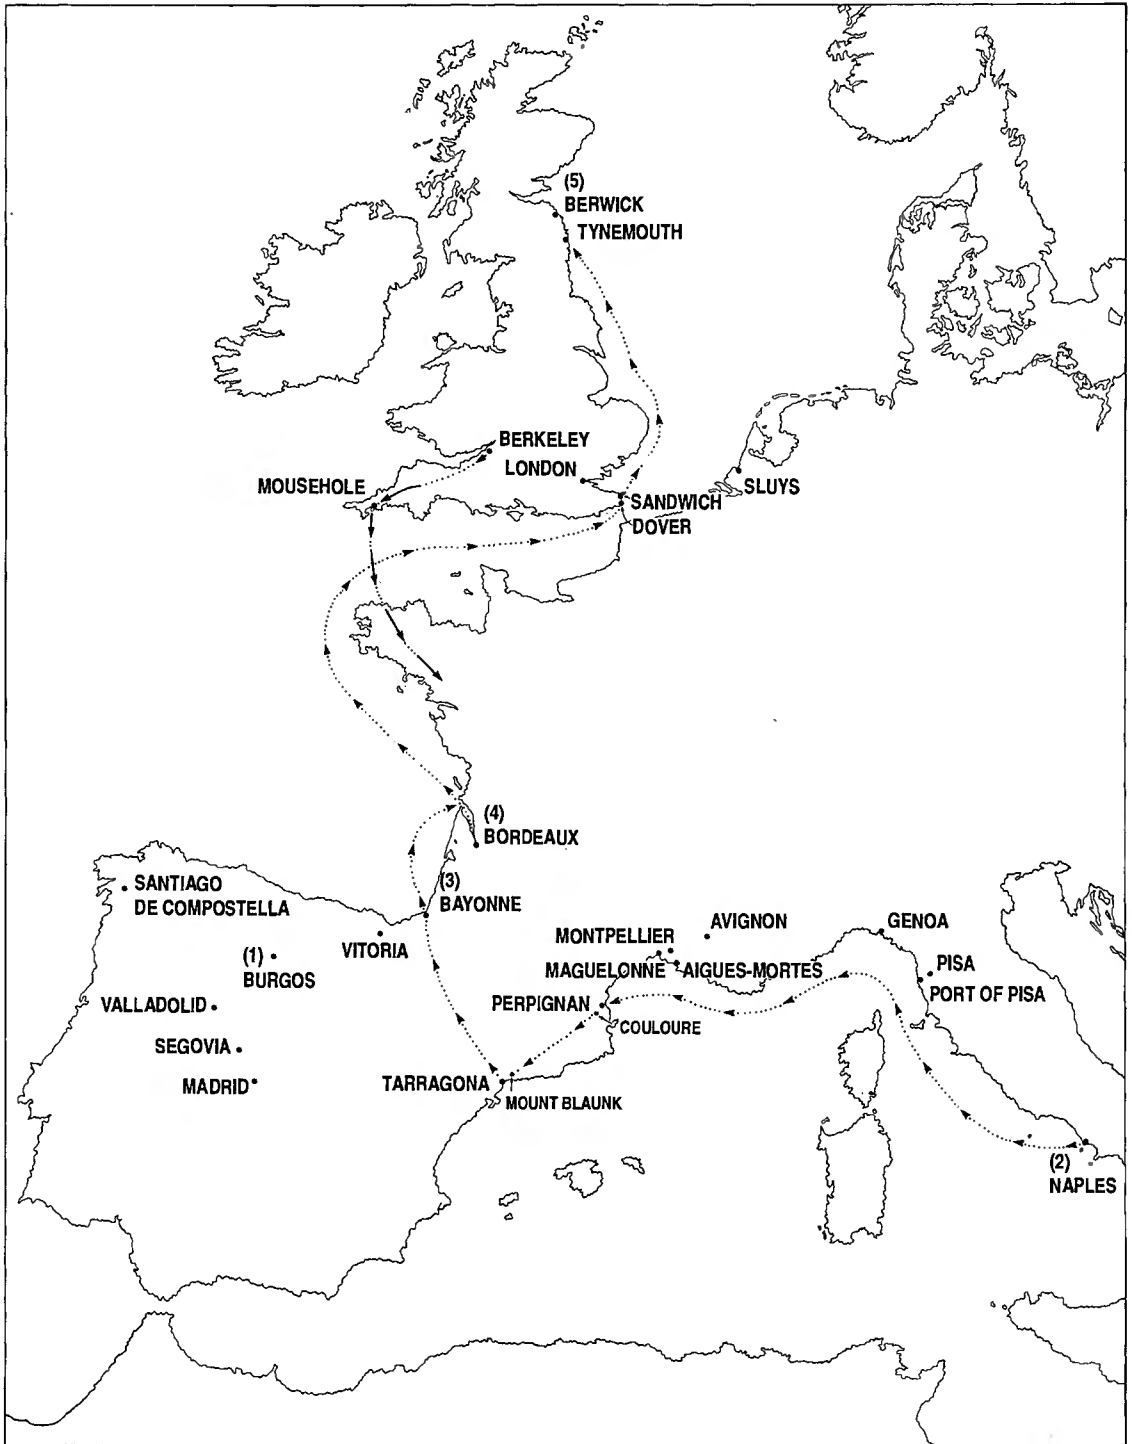 (5)
BERWICK
TYNEMOUTH
BERKELEY
LONDON
MOUSEHOLE
SLUYS
SANDWICH
DOVER
(4)
BORDEAUX
(3)
BAYONNE
SANTIAGO
DE COMPOSTELLA
VITORIA
(1)
BURGOS
VALLADOLID
SEGOVIA
MADRID
AVIGNON
GENOA
MONTPELLIER
MAGUELONNE
AIGUES-MORTES
PISA
PORT OF PISA
PERPIGNAN
COULOURE
TARRAGONA
MOUNT BLAUNK
(2)
NAPLES